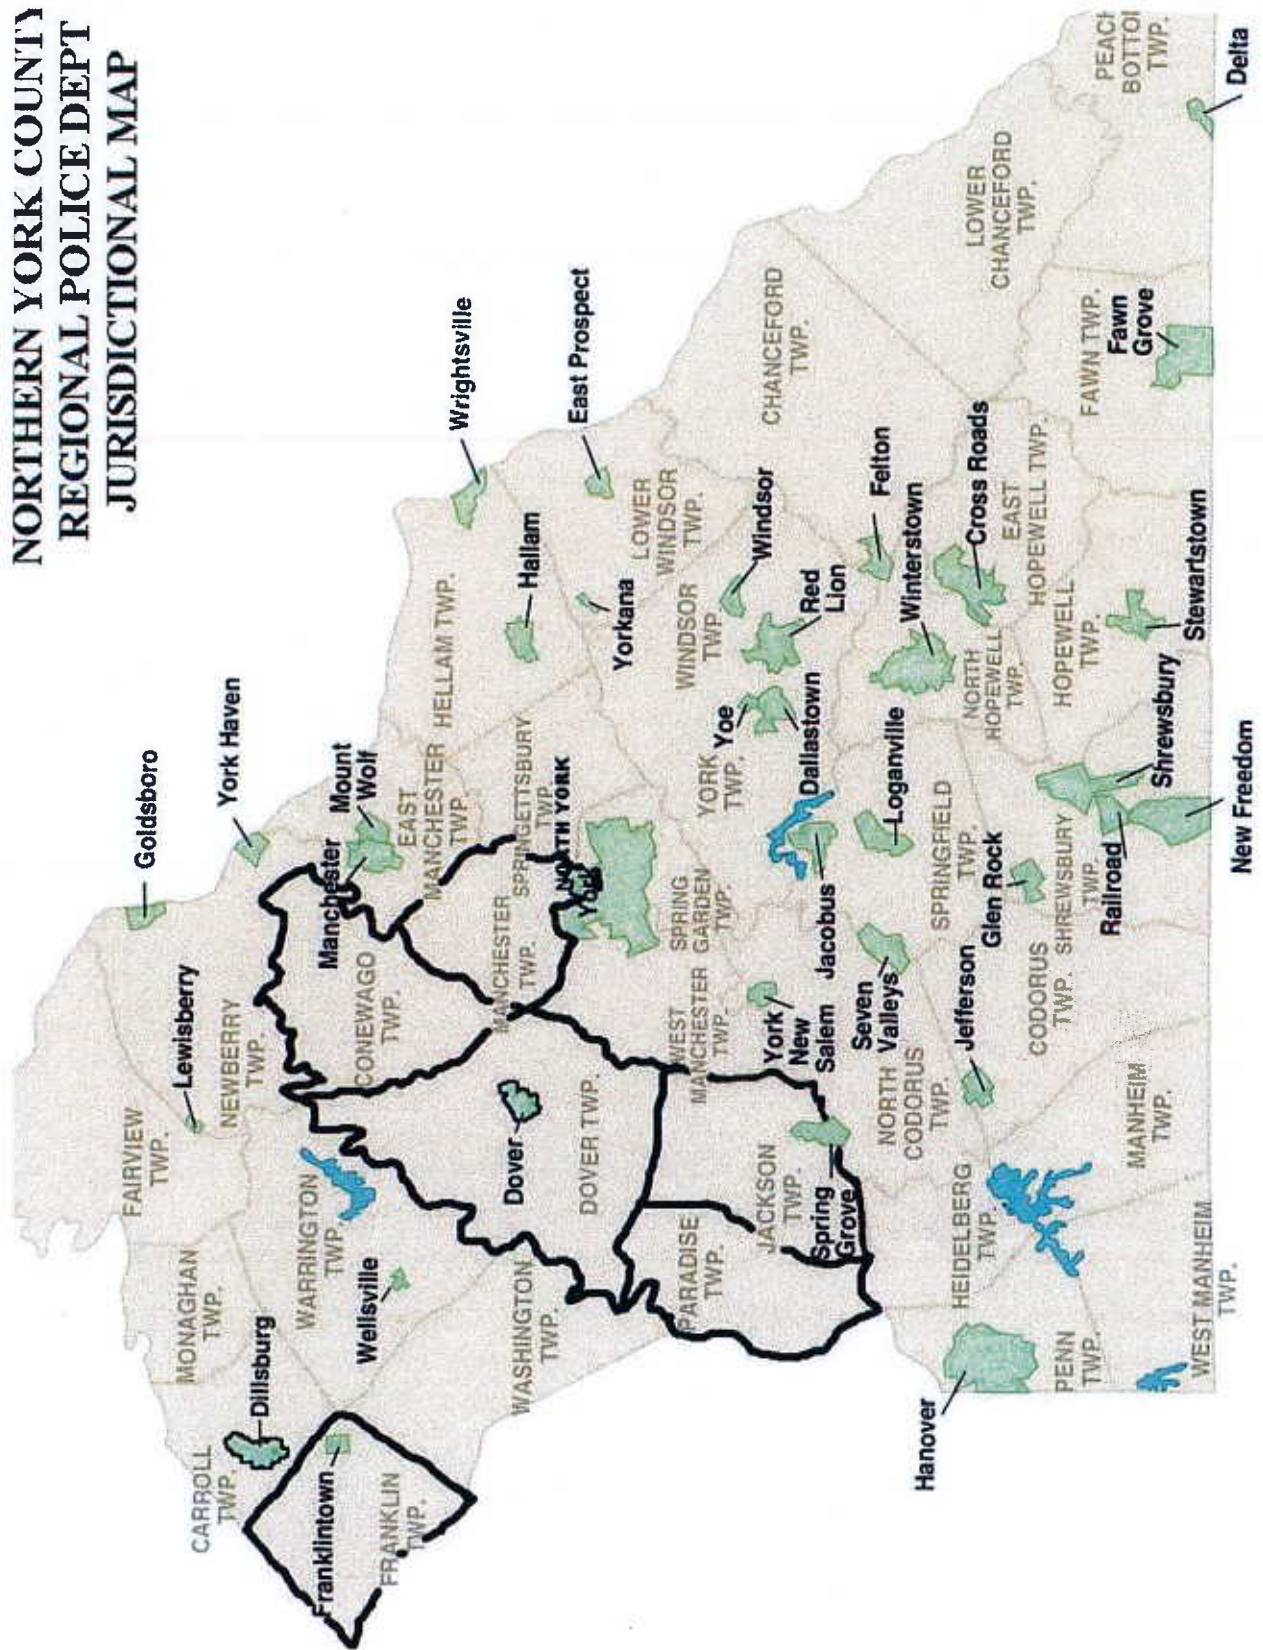 NORTHERN YORK COUNTY
REGIONAL POLICE DEPT
JURISDICTIONAL MAP
Goldsboro
York Haven
FAIRVIEW
TWP.
Lewisberry
NEWBERRY
TWP.
MONAGHAN
TWP.
CARROLL
TWP.
Dillsburg
WARRINGTON
TWP.
Wellsville
Franklintown
FRANKLIN
TWP.
WASHINGTON
TWP.
Mount
Wolf
Manchester
CONEWAGO
TWP.
EAST
MANCHESTER
TWP.
HELLAM TWP.
Wrightsville
Hallam
East Prospect
Yorkana
SPRINGETTSBURY
TWP.
NORTH YORK
York
MANCHESTER
TWP.
Dover
DOVER TWP.
LOWER
WINDSOR
TWP.
WINDSOR
TWP.
Windsor
Red
Lion
YORK
TWP.
Yoe
Dallastown
SPRING
GARDEN
TWP.
WEST
MANCHESTER
TWP.
PARADISE
TWP.
JACKSON
TWP.
Spring
Grove
York
New
Salem
Jacobus
Seven
Valleys
Loganville
CHANCEFORD
TWP.
Felton
Winterstown
Cross Roads
LOWER
CHANCEFORD
TWP.
NORTH
HOPEWELL
TWP.
EAST
HOPEWELL TWP.
HOPEWELL
TWP.
SPRINGFIELD
TWP.
Glen Rock
Jefferson
NORTH
CODORUS
TWP.
HEIDELBERG
TWP.
Hanover
CODORUS
TWP.
SHREWSBURY
TWP.
Railroad
Shrewsbury
New Freedom
Stewartstown
FAWN TWP.
Fawn
Grove
PEACH
BOTTOM
TWP.
Delta
MANHEIM
TWP.
PENN
TWP.
WEST MANHEIM
TWP.